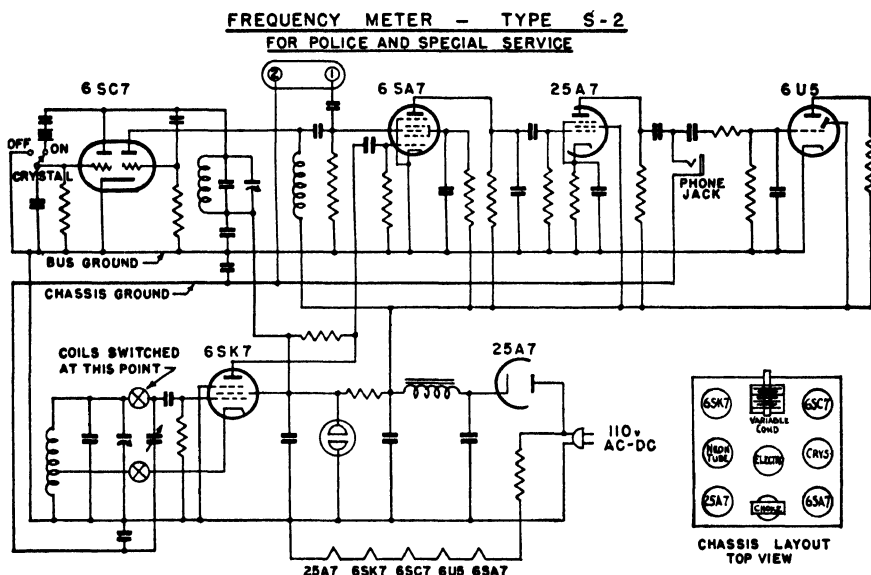 FREQUENCY METER — TYPE S-2
FOR POLICE AND SPECIAL SERVICE
6SC7
2
1
6SA7
25A7
6U5
OFF
ON
CRYSTAL
PHONE
JACK
BUS GROUND
CHASSIS GROUND
COILS SWITCHED
AT THIS POINT
6SK7
25A7
110v
AC-DC
25A7 6SK7 6SC7 6U5 6SA7
6SK7
VARIABLE
COND
6SC7
NEON
TUBE
ELECTRO
CRYS
25A7
CHOKE
6SA7
CHASSIS LAYOUT
TOP VIEW